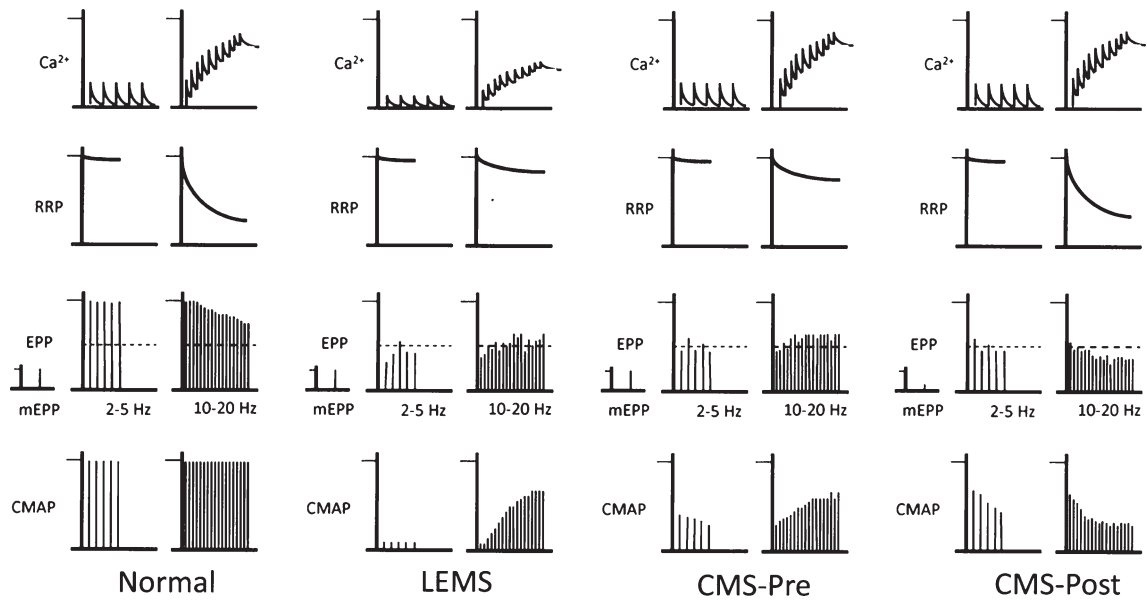 Ca²⁺ Ca²⁺ Ca²⁺ Ca²⁺
RRP RRP RRP RRP
EPP EPP EPP EPP
mEPP 2-5 Hz 10-20 Hz mEPP 2-5 Hz 10-20 Hz mEPP 2-5 Hz 10-20 Hz mEPP 2-5 Hz 10-20 Hz
CMAP CMAP CMAP CMAP
Normal LEMS CMS-Pre CMS-Post